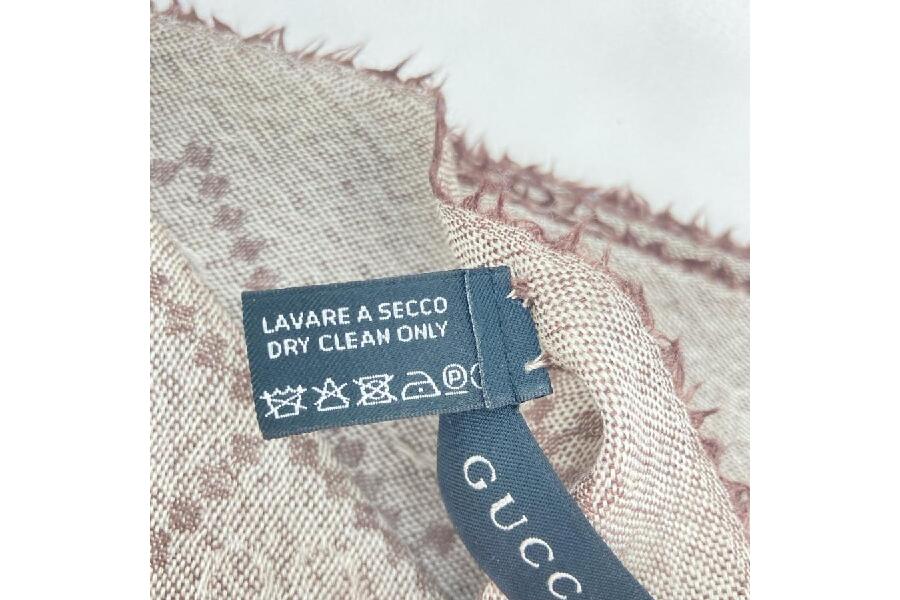 LAVARE A SECCO
DRY CLEAN ONLY
P
GUCC